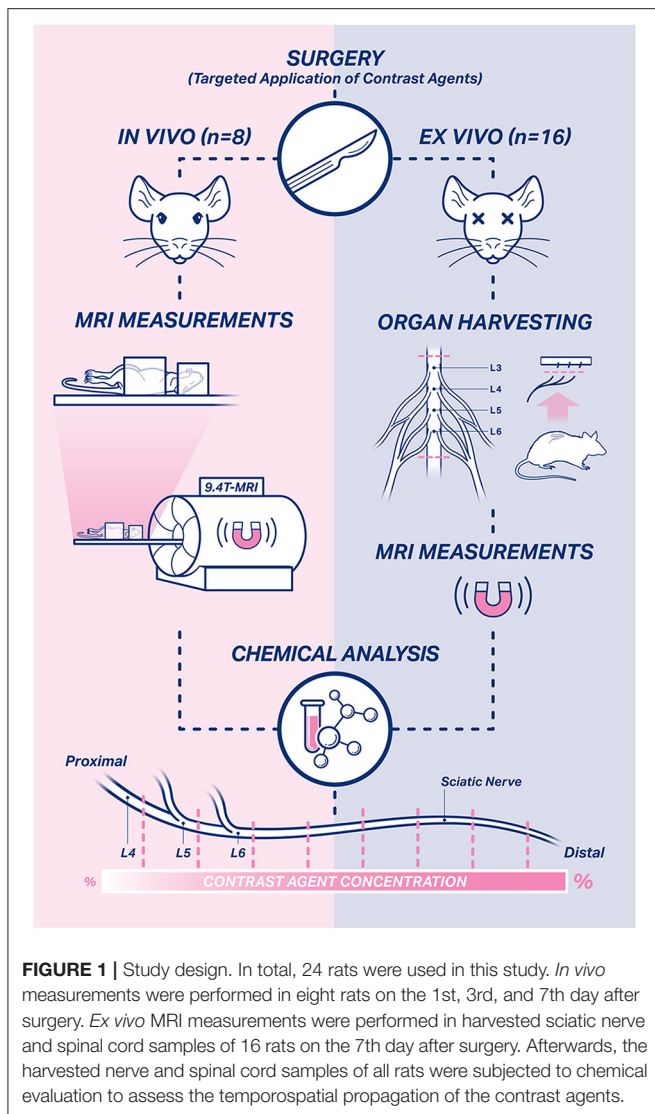 SURGERY
(Targeted Application of Contrast Agents)
IN VIVO (n=8)
EX VIVO (n=16)
MRI MEASUREMENTS
ORGAN HARVESTING
L3
L4
L5
L6
9.4T-MRI
MRI MEASUREMENTS
CHEMICAL ANALYSIS
Proximal
Sciatic Nerve
L4
L5
L6
Distal
% CONTRAST AGENT CONCENTRATION %
FIGURE 1 | Study design. In total, 24 rats were used in this study. In vivo
measurements were performed in eight rats on the 1st, 3rd, and 7th day after
surgery. Ex vivo MRI measurements were performed in harvested sciatic nerve
and spinal cord samples of 16 rats on the 7th day after surgery. Afterwards, the
harvested nerve and spinal cord samples of all rats were subjected to chemical
evaluation to assess the temporospatial propagation of the contrast agents.